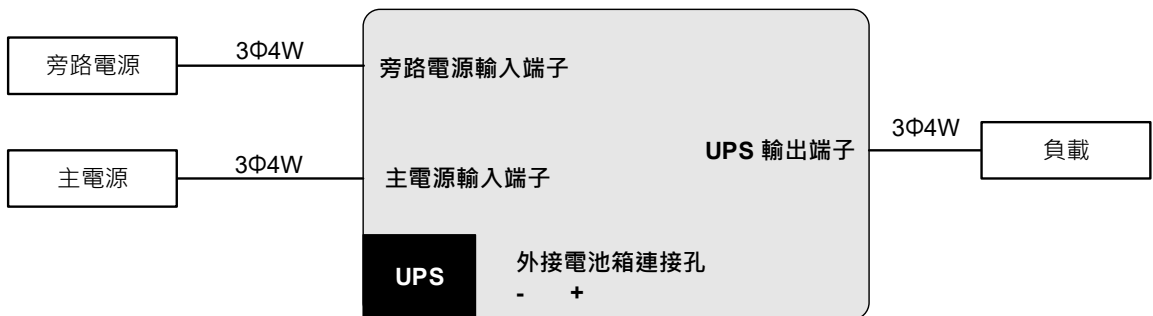 旁路電源
3Φ4W
旁路電源輸入端子
主電源
3Φ4W
主電源輸入端子
UPS 輸出端子
3Φ4W
負載
UPS
外接電池箱連接孔
- +